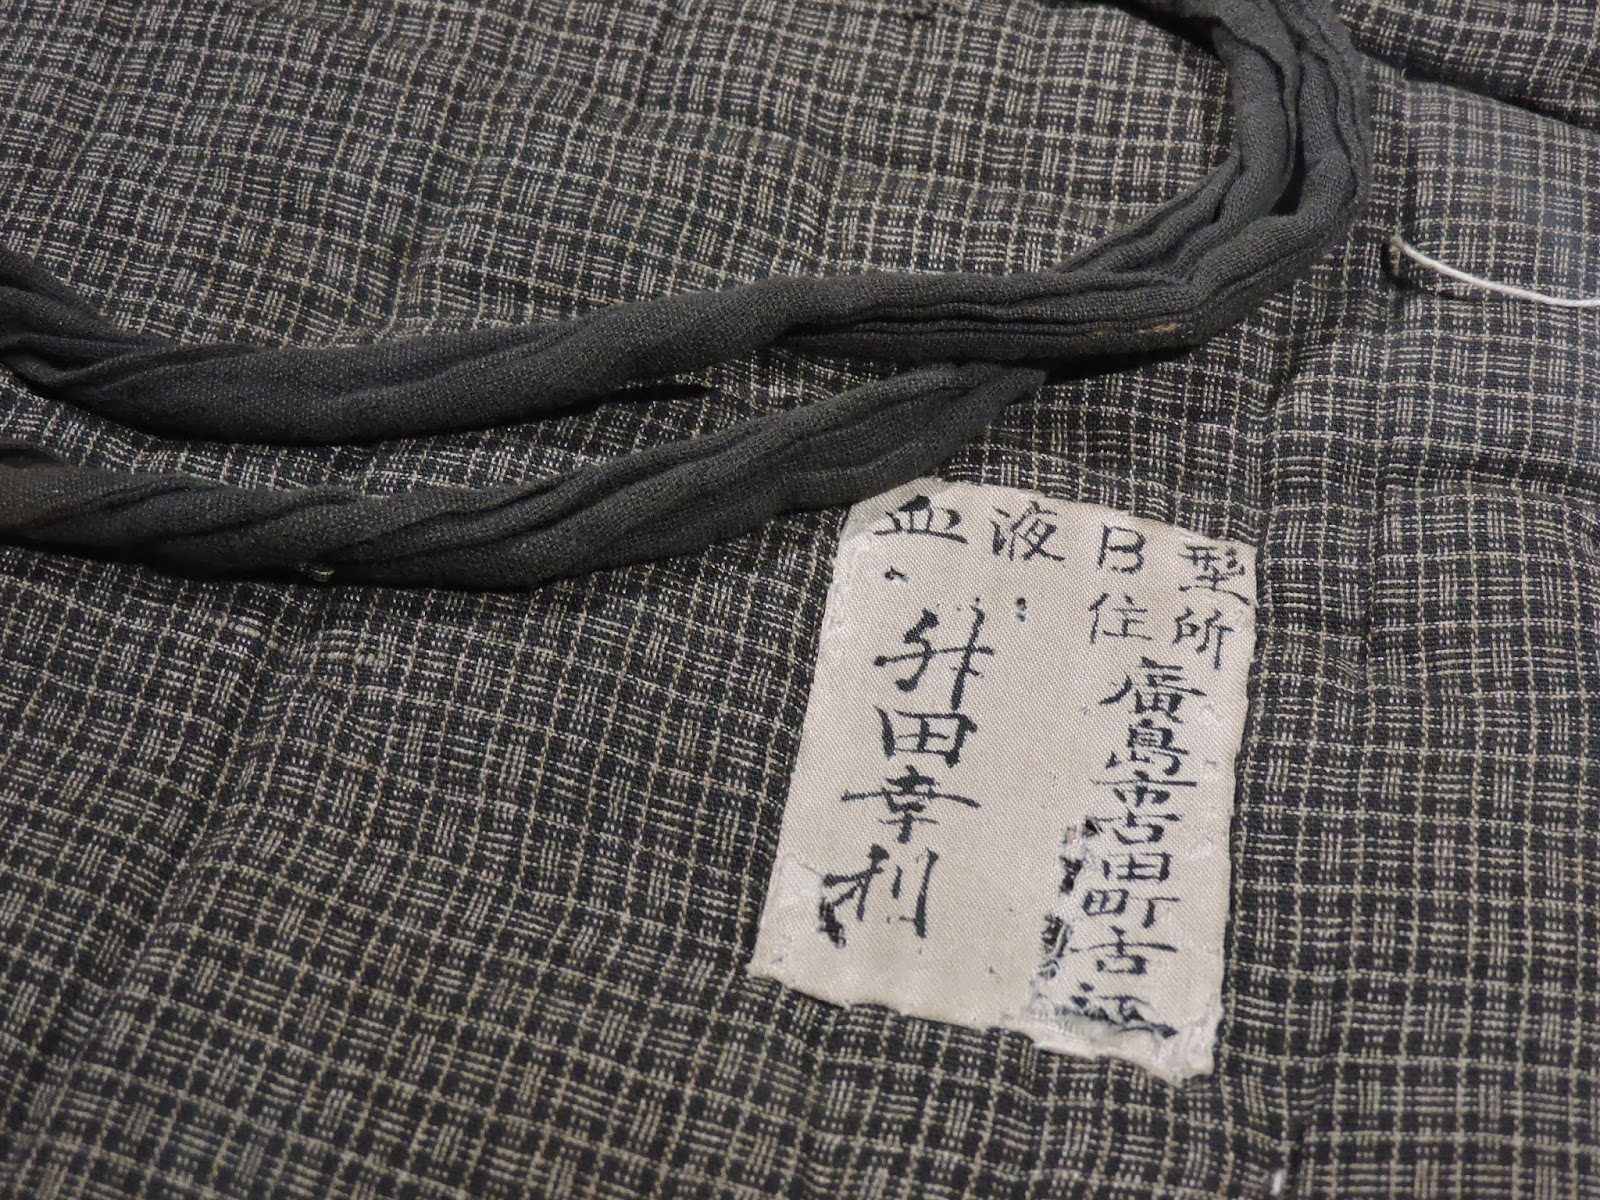 血液B型
住所
廣島市古田町古江
升田幸利